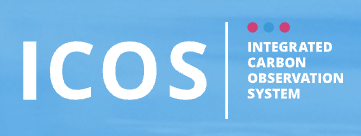 ICOS
INTEGRATED
CARBON
OBSERVATION
SYSTEM